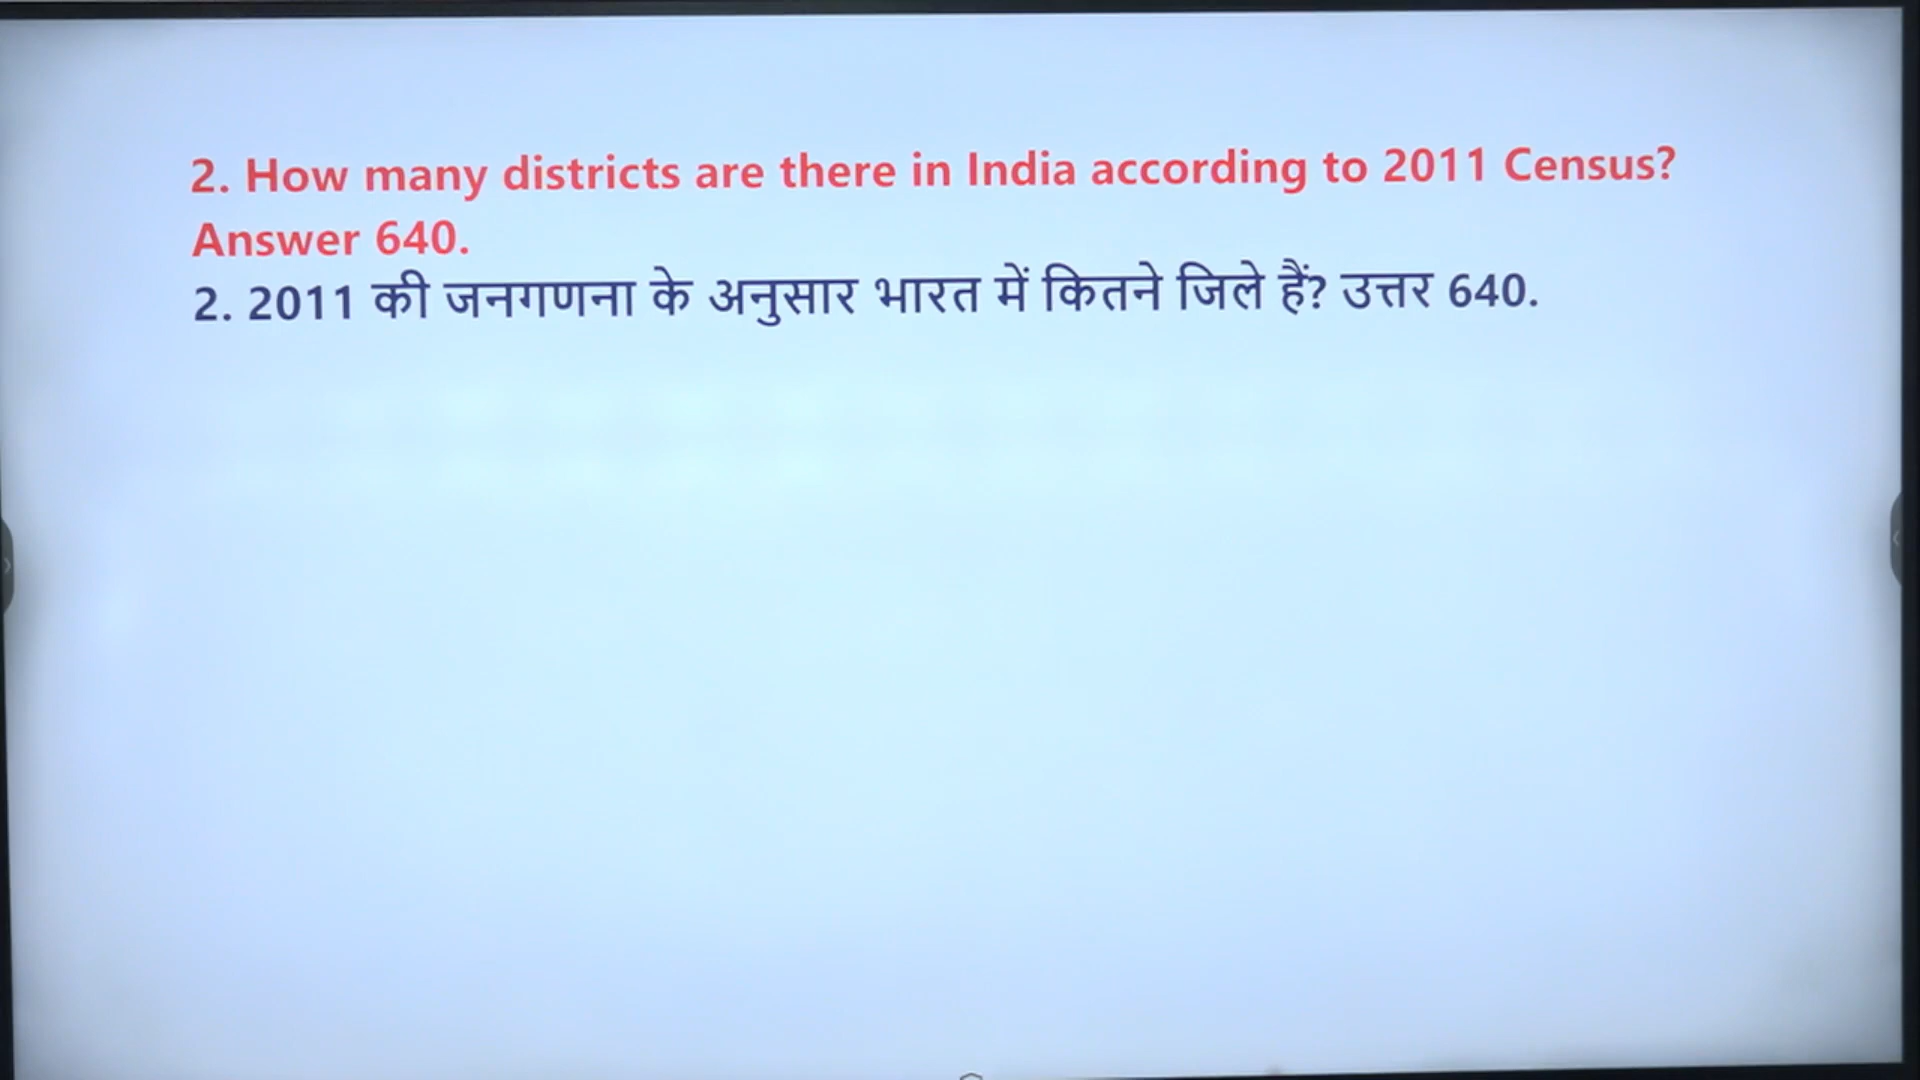 2. How many districts are there in India according to 2011 Census?
Answer 640.
2. 2011 की जनगणना के अनुसार भारत में कितने जिले हैं? उत्तर 640.